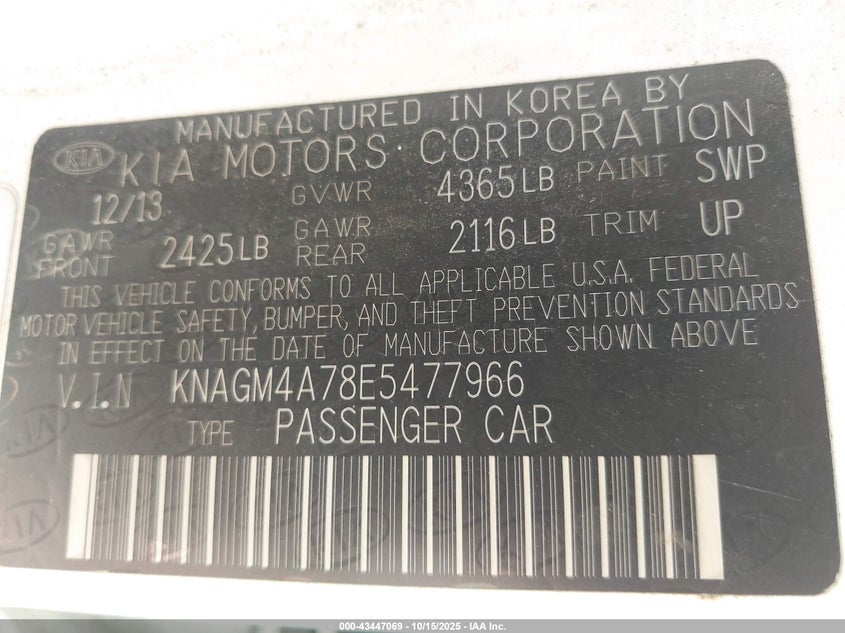 MANUFACTURED IN KOREA BY
KIA KIA MOTORS CORPORATION
12/13 GVWR 4365LB PAINT SWP
GAWR FRONT 2425LB GAWR REAR 2116LB TRIM UP
THIS VEHICLE CONFORMS TO ALL APPLICABLE U.S.A. FEDERAL
MOTOR VEHICLE SAFETY, BUMPER, AND THEFT PREVENTION STANDARDS
IN EFFECT ON THE DATE OF MANUFACTURE SHOWN ABOVE
V.I.N KNAGM4A78E5477966
TYPE PASSENGER CAR
000-43447069 - 10/15/2025 - IAA Inc.